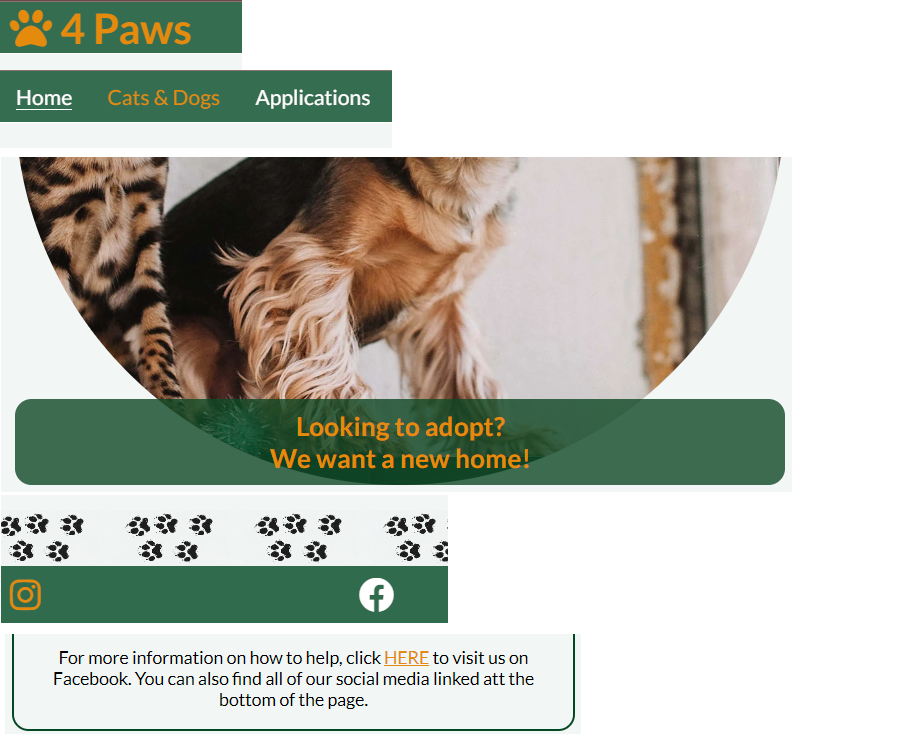 4 Paws
Home Cats & Dogs Applications
Looking to adopt?
We want a new home!
For more information on how to help, click HERE to visit us on
Facebook. You can also find all of our social media linked att the
bottom of the page.